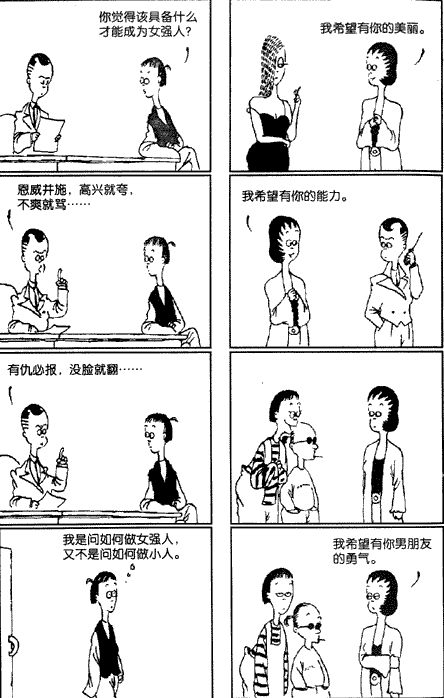 你觉得该具备什么
才能成为女强人?
恩威并施,高兴就夸,
不爽就骂……
有仇必报,没脸就翻……
我是问如何做女强人,
又不是问如何做小人。
我希望有你的美丽。
我希望有你的能力。
我希望有你男朋友
的勇气。